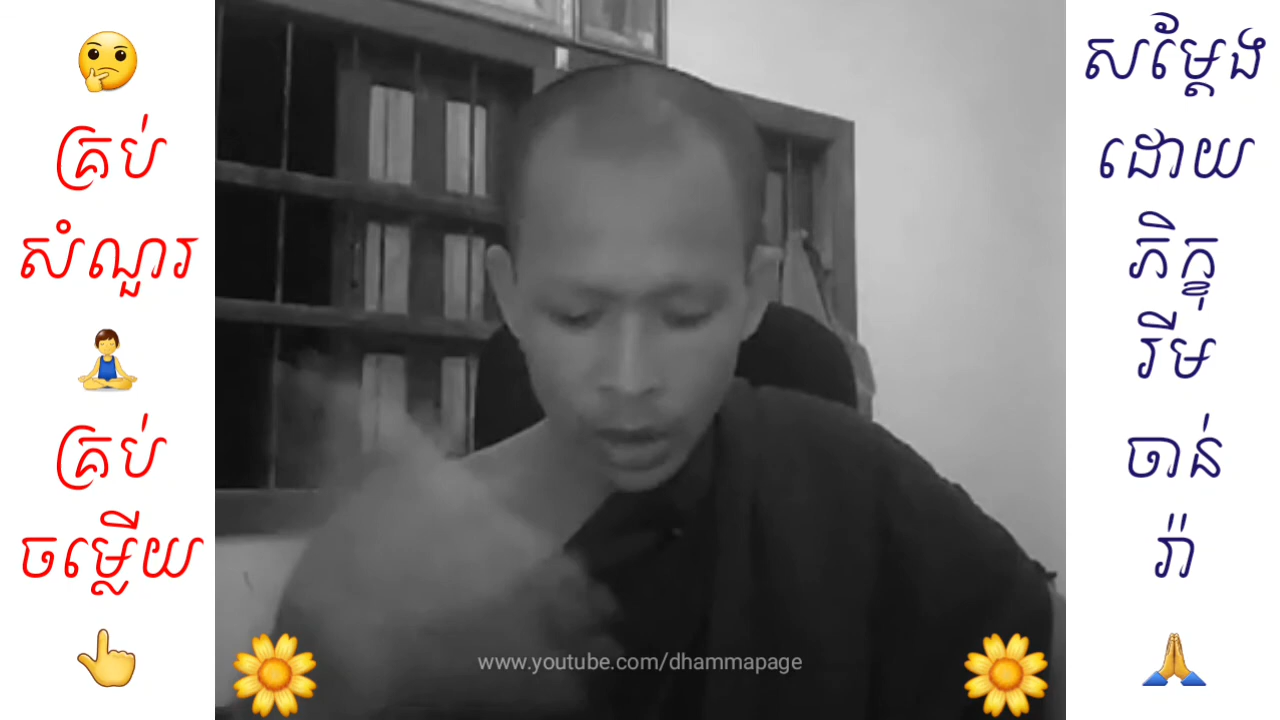 គ្រប់
សំណួរ
គ្រប់
ចម្លើយ
សម្ដែង
ដោយ
ភិក្ខុ
រីម
ចាន់
រ៉ា
www.youtube.com/dhammapage